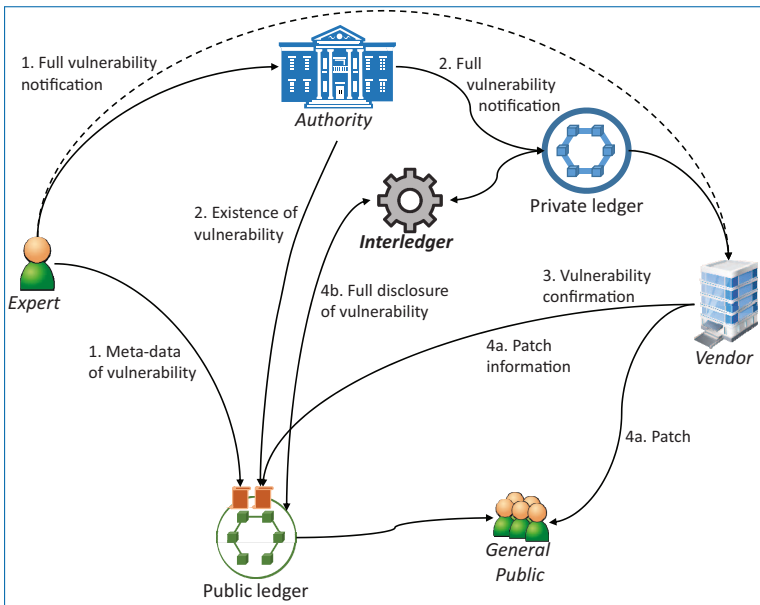 1. Full vulnerability
notification
2. Full
vulnerability
notification
Authority
Private ledger
2. Existence of
vulnerability
Interledger
Expert
4b. Full disclosure
of vulnerability
3. Vulnerability
confirmation
1. Meta-data
of vulnerability
4a. Patch
information
Vendor
4a. Patch
General
Public
Public ledger